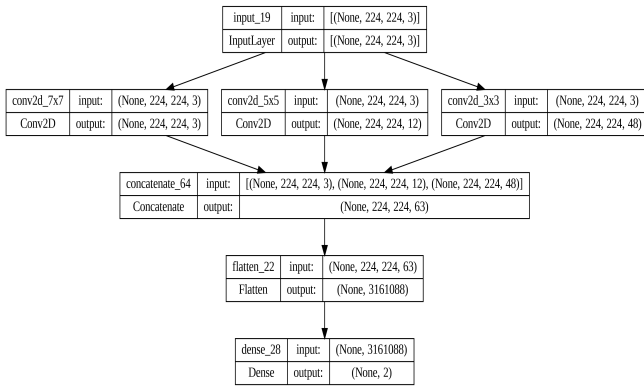 input_19 input: [(None, 224, 224, 3)]
InputLayer output: [(None, 224, 224, 3)]
conv2d_7x7 input: (None, 224, 224, 3)
Conv2D output: (None, 224, 224, 3)
conv2d_5x5 input: (None, 224, 224, 3)
Conv2D output: (None, 224, 224, 12)
conv2d_3x3 input: (None, 224, 224, 3)
Conv2D output: (None, 224, 224, 48)
concatenate_64 input: [(None, 224, 224, 3), (None, 224, 224, 12), (None, 224, 224, 48)]
Concatenate output: (None, 224, 224, 63)
flatten_22 input: (None, 224, 224, 63)
Flatten output: (None, 3161088)
dense_28 input: (None, 3161088)
Dense output: (None, 2)